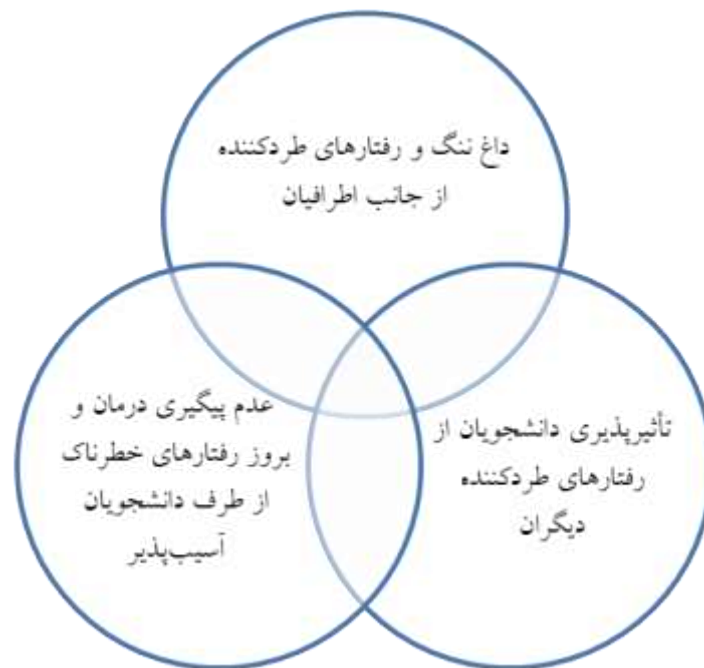 داغ ننگ و رفتارهای طردکننده
از جانب اطرافیان
تأثیرپذیری دانشجویان از
رفتارهای طردکننده
دیگران
عدم پیگیری درمان و
بروز رفتارهای خطرناک
از طرف دانشجویان
آسیب‌پذیر